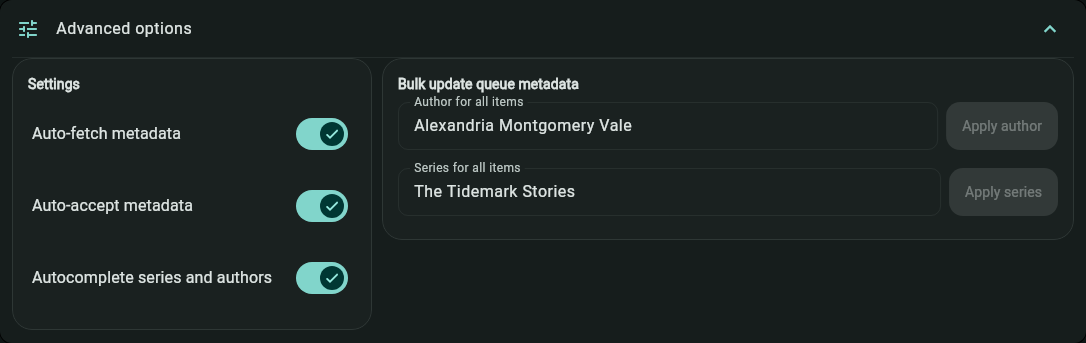 Advanced options
Settings
Auto-fetch metadata
Auto-accept metadata
Autocomplete series and authors
Bulk update queue metadata
Author for all items
Alexandria Montgomery Vale
Apply author
Series for all items
The Tidemark Stories
Apply series